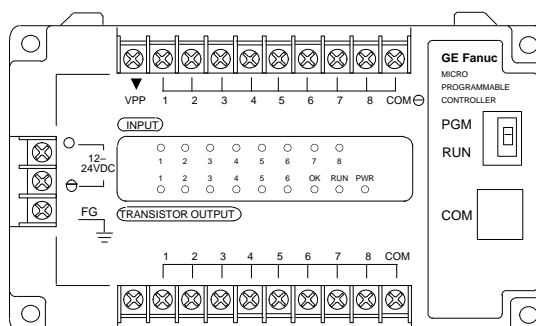 GE Fanuc
MICRO
PROGRAMMABLE
CONTROLLER
VPP 1 2 3 4 5 6 7 8 COM
INPUT
PGM
RUN
12–
24VDC
1 2 3 4 5 6 7 8
1 2 3 4 5 6 OK RUN PWR
FG
TRANSISTOR OUTPUT
COM
1 2 3 4 5 6 7 8 COM